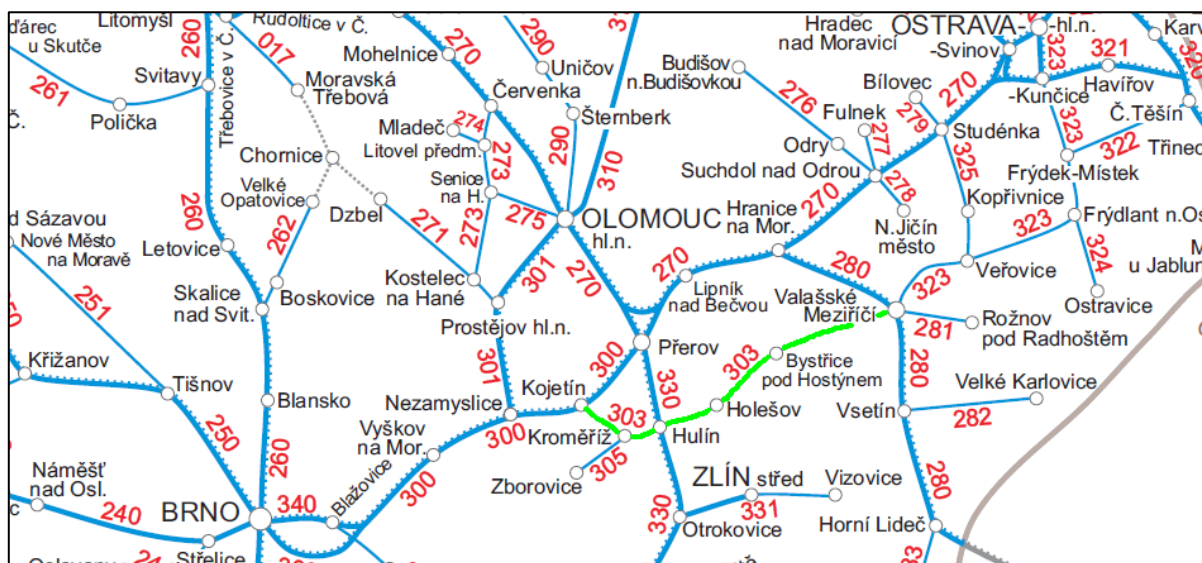 ďárec
u Skutče
Litomyšl
Rudoltice v Č.
260
017
270
290
310
Hradec
nad Moravicí
OSTRAVA-
-hl.n.
-Svinov
Karv
323
321
320
Mohelnice
Uničov
Budišov
n.Budišovkou
Bílovec
Havířov
-Kunčice
Svitavy
Třebovice v Č.
Moravská
Třebová
261
Polička
Č.
Červenka
Šternberk
276
Fulnek
279
270
Č.Těšín
Mladeč
274
Litovel předm.
290
310
277
Studénka
323
322
Třinec
Chornice
273
Odry
Suchdol nad Odrou
325
Frýdek-Místek
Velké
Opatovice
Senice
na H.
275
OLOMOUC
hl.n.
Hranice
na Mor.
270
278
Kopřivnice
Dzbel
N.Jičín
město
323
Frýdlant n.Os
d Sázavou
Nové Město
na Moravě
260
Letovice
262
271
273
301
270
270
280
Veřovice
324
M
u Jablun
251
Skalice
nad Svit.
Boskovice
Kostelec
na Hané
Lipník
nad Bečvou
Valašské
Meziříčí
323
Ostravice
Prostějov hl.n.
281
Rožnov
pod Radhoštěm
Křižanov
Tišnov
301
300
Přerov
303
Bystřice
pod Hostýnem
280
Velké Karlovice
Blansko
Nezamyslice
Kojetín
330
Holešov
Vsetín
282
250
Vyškov
na Mor.
300
303
Kroměříž
Hulín
260
305
Náměšť
nad Osl.
Blažovice
300
Zborovice
ZLÍN střed
Vizovice
280
BRNO
340
330
331
240
Otrokovice
Horní Lideč
Střelice